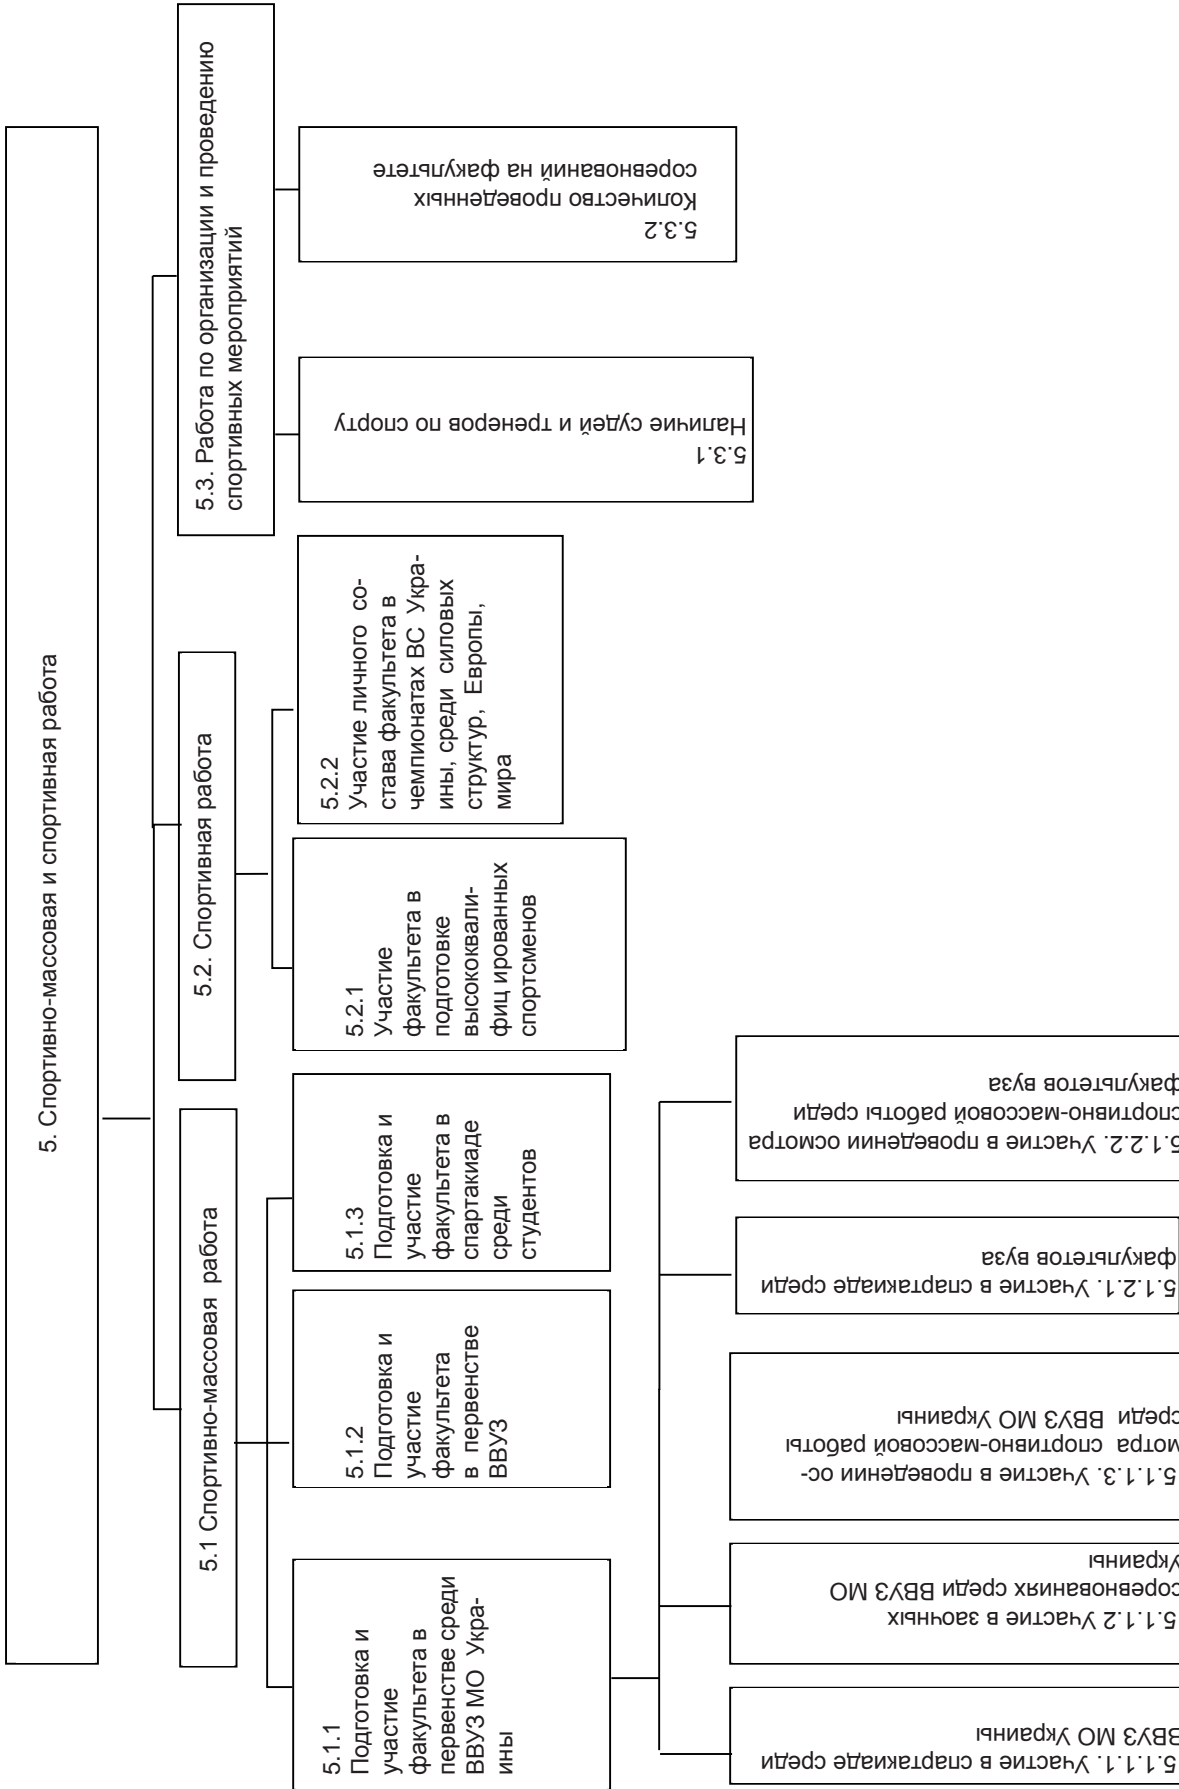 5. Спортивно-массовая и спортивная работа
5.1 Спортивно-массовая работа
5.2. Спортивная работа
5.3. Работа по организации и проведению
спортивных мероприятий
5.1.1
Подготовка и
участие
факультета в
первенстве среди
ВВУЗ МО Укра-
ины
5.1.2
Подготовка и
участие
факультета
в первенстве
ВВУЗ
5.1.3
Подготовка и
участие
факультета в
спартакиаде
среди
студентов
5.2.1
Участие
факультета в
подготовке
высококвали-
фиц ированных
спортсменов
5.2.2
Участие личного со-
става факультета в
чемпионатах ВС Укра-
ины, среди силовых
структур, Европы,
мира
5.3.1
Наличие судей и тренеров по спорту
5.3.2
Количество проведенных
соревнований на факультете
5.1.1.1. Участие в спартакиаде среди
ВВУЗ МО Украины
5.1.1.2 Участие в заочных
соревнованиях среди ВВУЗ МО
Украины
5.1.1.3. Участие в проведении ос-
мотра спортивно-массовой работы
среди ВВУЗ МО Украины
5.1.2.1. Участие в спартакиаде среди
факультетов вуза
5.1.2.2. Участие в проведении осмотра
спортивно-массовой работы среди
факультетов вуза